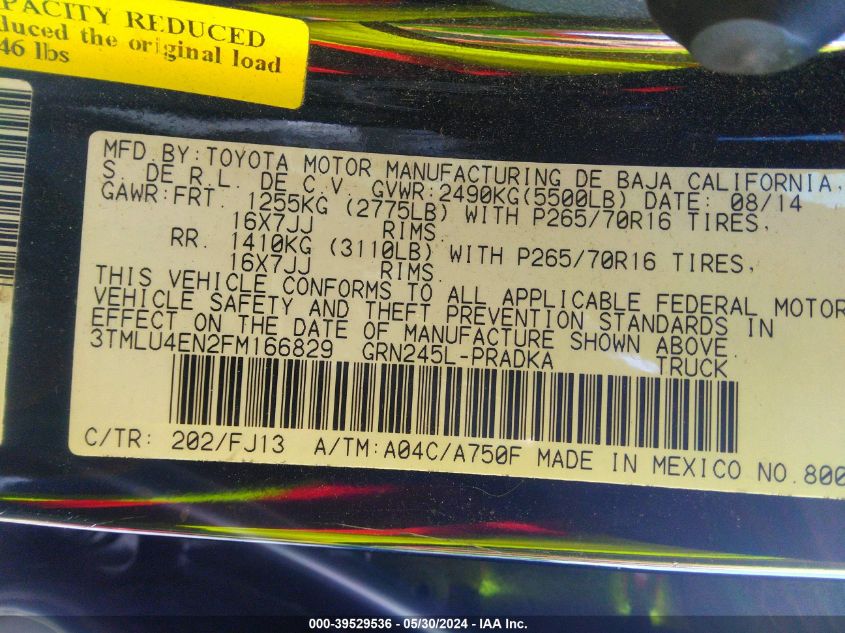 CAPACITY REDUCED
the original load
46 lbs
MFD. BY: TOYOTA MOTOR MANUFACTURING DE BAJA CALIFORNIA,
S. DE R.L. DE C.V. GVWR:2490KG(5500LB) DATE: 08/14
GAWR:FRT. 1255KG (2775LB) WITH P265/70R16 TIRES,
16X7JJ RIMS
RR. 1410KG (3110LB) WITH P265/70R16 TIRES,
16X7JJ RIMS
THIS VEHICLE CONFORMS TO ALL APPLICABLE FEDERAL MOTOR
VEHICLE SAFETY AND THEFT PREVENTION STANDARDS IN
EFFECT ON THE DATE OF MANUFACTURE SHOWN ABOVE.
3TMLU4EN2FM166829 GRN245L-PRADKA TRUCK
C/TR: 202/FJ13 A/TM:A04C/A750F MADE IN MEXICO NO.800
000-39529536 - 05/30/2024 - IAA Inc.